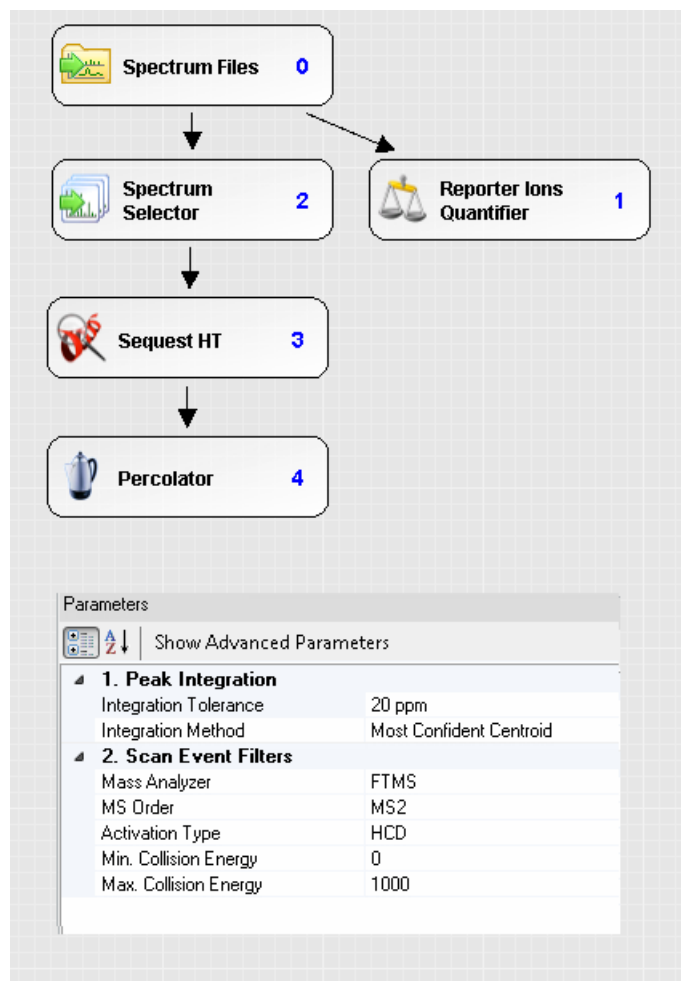 Spectrum Files 0
Spectrum
Selector 2
Reporter Ions
Quantifier 1
Sequest HT 3
Percolator 4
Parameters
A
Z
Show Advanced Parameters
1. Peak Integration
Integration Tolerance 20 ppm
Integration Method Most Confident Centroid
2. Scan Event Filters
Mass Analyzer FTMS
MS Order MS2
Activation Type HCD
Min. Collision Energy 0
Max. Collision Energy 1000